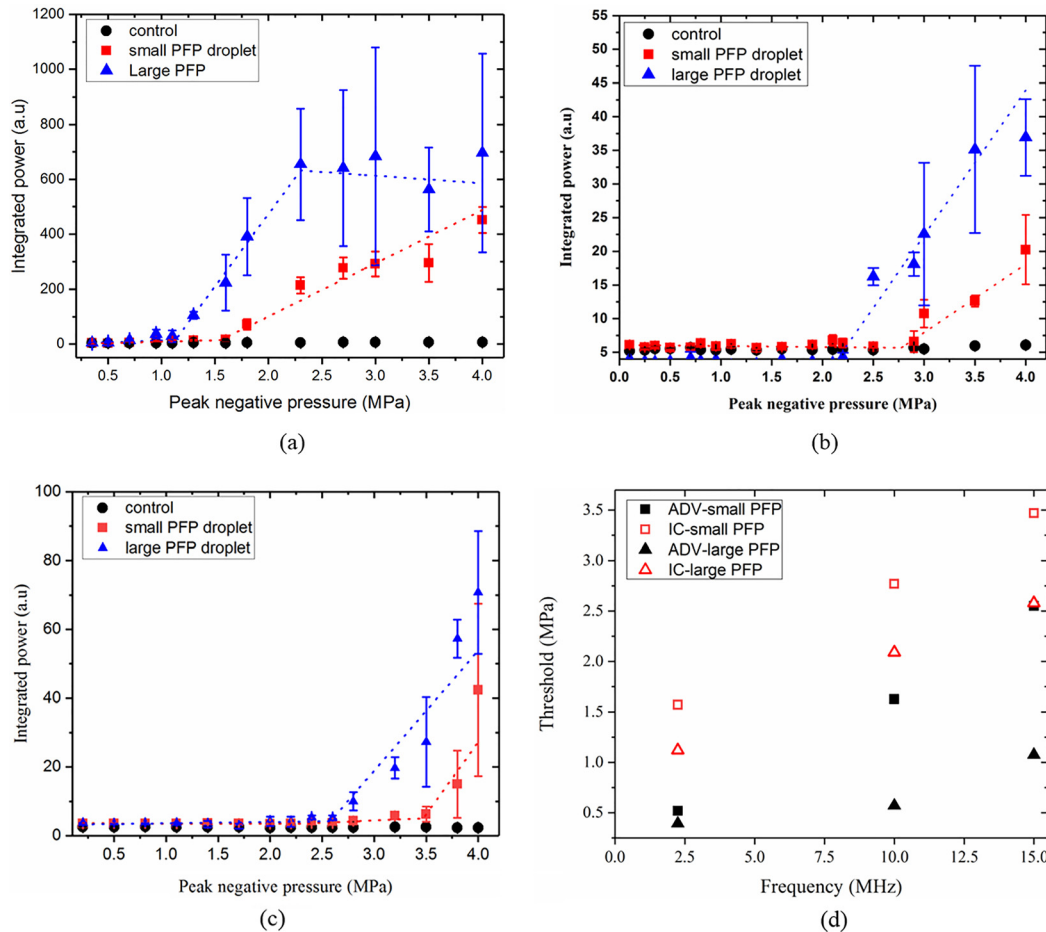 1200
1000
800
600
400
200
0
control
small PFP droplet
Large PFP
Integrated power (a.u)
0.5 1.0 1.5 2.0 2.5 3.0 3.5 4.0
Peak negative pressure (MPa)
(a)
55
50
45
40
35
30
25
20
15
10
5
control
small PFP droplet
large PFP droplet
Integrated power (a.u)
0.0 0.5 1.0 1.5 2.0 2.5 3.0 3.5 4.0
Peak negative pressure (MPa)
(b)
100
80
60
40
20
0
control
small PFP droplet
large PFP droplet
Integrated power (a.u)
0.5 1.0 1.5 2.0 2.5 3.0 3.5 4.0
Peak negative pressure (MPa)
(c)
3.5
3.0
2.5
2.0
1.5
1.0
0.5
ADV-small PFP
IC-small PFP
ADV-large PFP
IC-large PFP
Threshold (MPa)
0.0 2.5 5.0 7.5 10.0 12.5 15.0
Frequency (MHz)
(d)